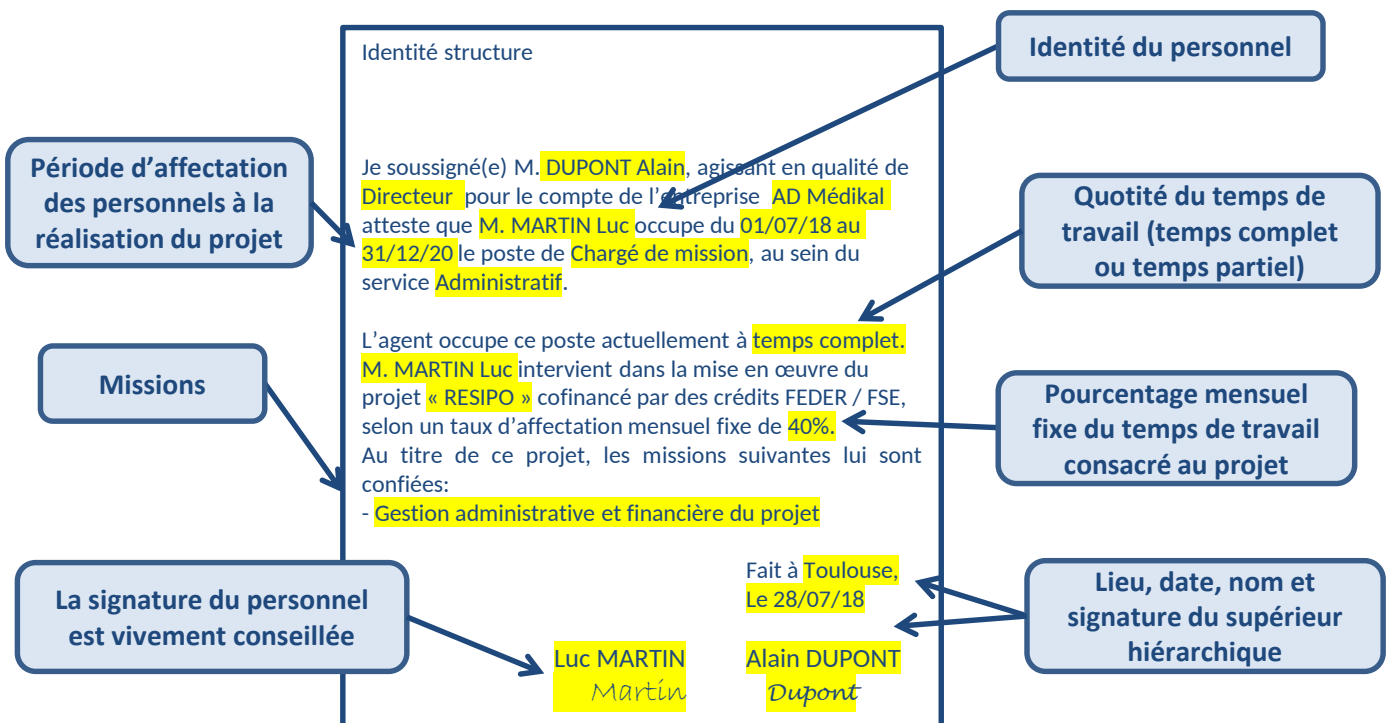 Identité structure
Identité du personnel
Période d’affectation
des personnels à la
réalisation du projet
Je soussigné(e) M. DUPONT Alain, agissant en qualité de
Directeur pour le compte de l’entreprise AD Médikal
atteste que M. MARTIN Luc occupe du 01/07/18 au
31/12/20 le poste de Chargé de mission, au sein du
service Administratif.
Quotité du temps de
travail (temps complet
ou temps partiel)
Missions
L’agent occupe ce poste actuellement à temps complet.
M. MARTIN Luc intervient dans la mise en œuvre du
projet « RESIPO » cofinancé par des crédits FEDER / FSE,
selon un taux d’affectation mensuel fixe de 40%.
Au titre de ce projet, les missions suivantes lui sont
confiées:
- Gestion administrative et financière du projet
Pourcentage mensuel
fixe du temps de travail
consacré au projet
La signature du personnel
est vivement conseillée
Fait à Toulouse,
Le 28/07/18
Luc MARTIN
Martin
Alain DUPONT
Dupont
Lieu, date, nom et
signature du supérieur
hiérarchique